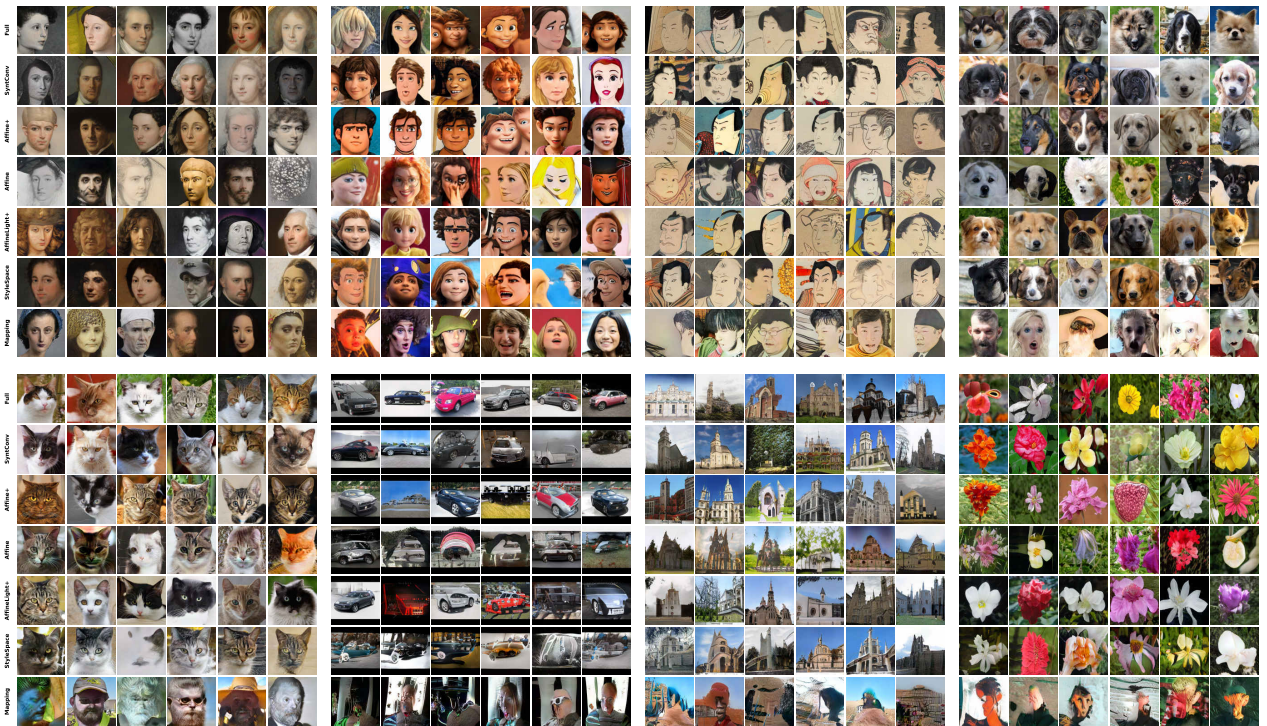 Full
SyntConv
Affine+
Affine
AffineLight+
StyleSpace
Mapping
Full
SyntConv
Affine+
Affine
AffineLight+
StyleSpace
Mapping